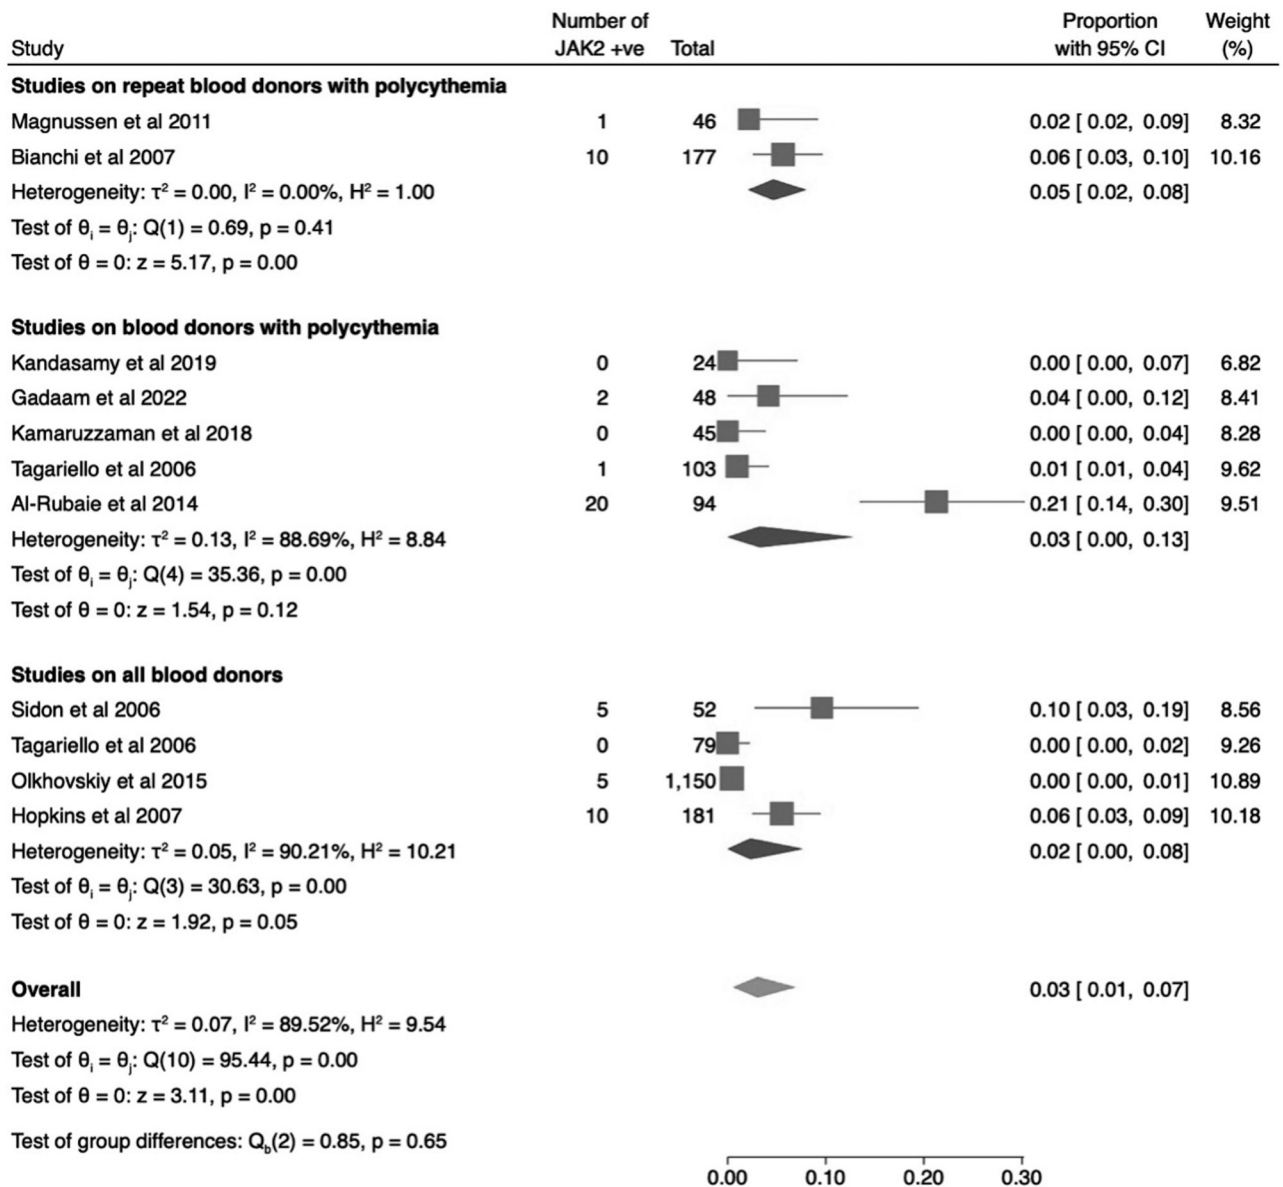 Study Number of JAK2 +ve Total Proportion with 95% CI Weight (%)
Studies on repeat blood donors with polycythemia
Magnussen et al 2011 1 46 0.02 [ 0.02, 0.09] 8.32
Bianchi et al 2007 10 177 0.06 [ 0.03, 0.10] 10.16
Heterogeneity: τ² = 0.00, I² = 0.00%, H² = 1.00 0.05 [ 0.02, 0.08]
Test of θᵢ = θⱼ: Q(1) = 0.69, p = 0.41
Test of θ = 0: z = 5.17, p = 0.00
Studies on blood donors with polycythemia
Kandasamy et al 2019 0 24 0.00 [ 0.00, 0.07] 6.82
Gadaam et al 2022 2 48 0.04 [ 0.00, 0.12] 8.41
Kamaruzzaman et al 2018 0 45 0.00 [ 0.00, 0.04] 8.28
Tagariello et al 2006 1 103 0.01 [ 0.01, 0.04] 9.62
Al-Rubaie et al 2014 20 94 0.21 [ 0.14, 0.30] 9.51
Heterogeneity: τ² = 0.13, I² = 88.69%, H² = 8.84 0.03 [ 0.00, 0.13]
Test of θᵢ = θⱼ: Q(4) = 35.36, p = 0.00
Test of θ = 0: z = 1.54, p = 0.12
Studies on all blood donors
Sidon et al 2006 5 52 0.10 [ 0.03, 0.19] 8.56
Tagariello et al 2006 0 79 0.00 [ 0.00, 0.02] 9.26
Olkhovskiy et al 2015 5 1,150 0.00 [ 0.00, 0.01] 10.89
Hopkins et al 2007 10 181 0.06 [ 0.03, 0.09] 10.18
Heterogeneity: τ² = 0.05, I² = 90.21%, H² = 10.21 0.02 [ 0.00, 0.08]
Test of θᵢ = θⱼ: Q(3) = 30.63, p = 0.00
Test of θ = 0: z = 1.92, p = 0.05
Overall 0.03 [ 0.01, 0.07]
Heterogeneity: τ² = 0.07, I² = 89.52%, H² = 9.54
Test of θᵢ = θⱼ: Q(10) = 95.44, p = 0.00
Test of θ = 0: z = 3.11, p = 0.00
Test of group differences: Q_b(2) = 0.85, p = 0.65
0.00 0.10 0.20 0.30